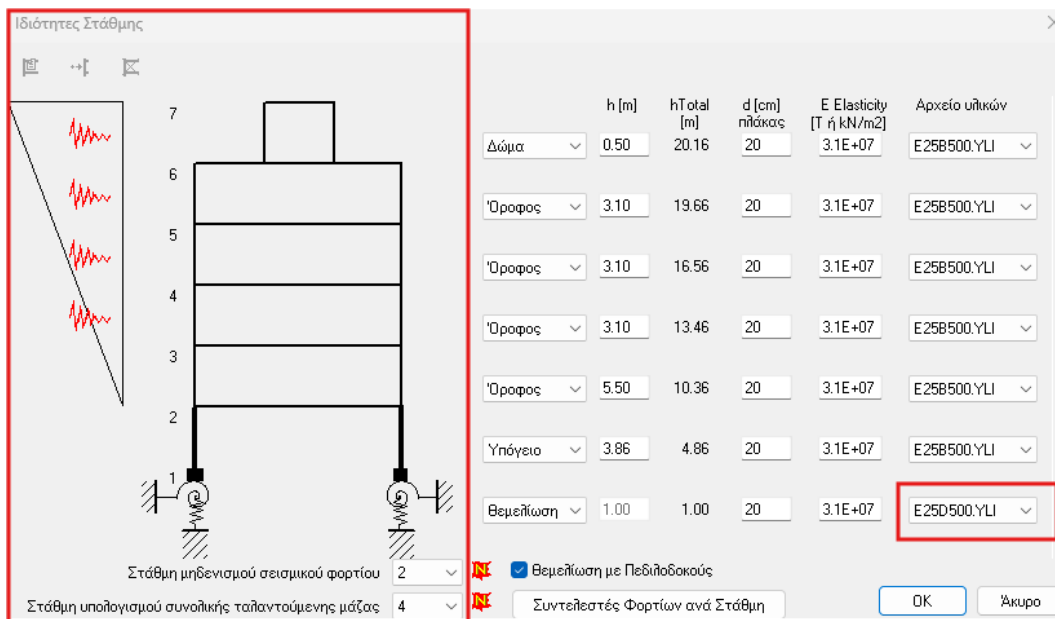 Ιδιότητες Στάθμης
h [m] hTotal [m] d [cm] πλάκας E Elasticity [T ή kN/m2] Αρχείο υλικών
7 Δώμα 0.50 20.16 20 3.1E+07 E25B500.YLI
6 Όροφος 3.10 19.66 20 3.1E+07 E25B500.YLI
5 Όροφος 3.10 16.56 20 3.1E+07 E25B500.YLI
4 Όροφος 3.10 13.46 20 3.1E+07 E25B500.YLI
3 Όροφος 5.50 10.36 20 3.1E+07 E25B500.YLI
2 Υπόγειο 3.86 4.86 20 3.1E+07 E25B500.YLI
1 Θεμελίωση 1.00 1.00 20 3.1E+07 E25D500.YLI
Στάθμη μηδενισμού σεισμικού φορτίου 2 N Θεμελίωση με Πεδιλοδοκούς
Στάθμη υπολογισμού συνολικής ταλαντούμενης μάζας 4 N Συντελεστές Φορτίων ανά Στάθμη OK Άκυρο